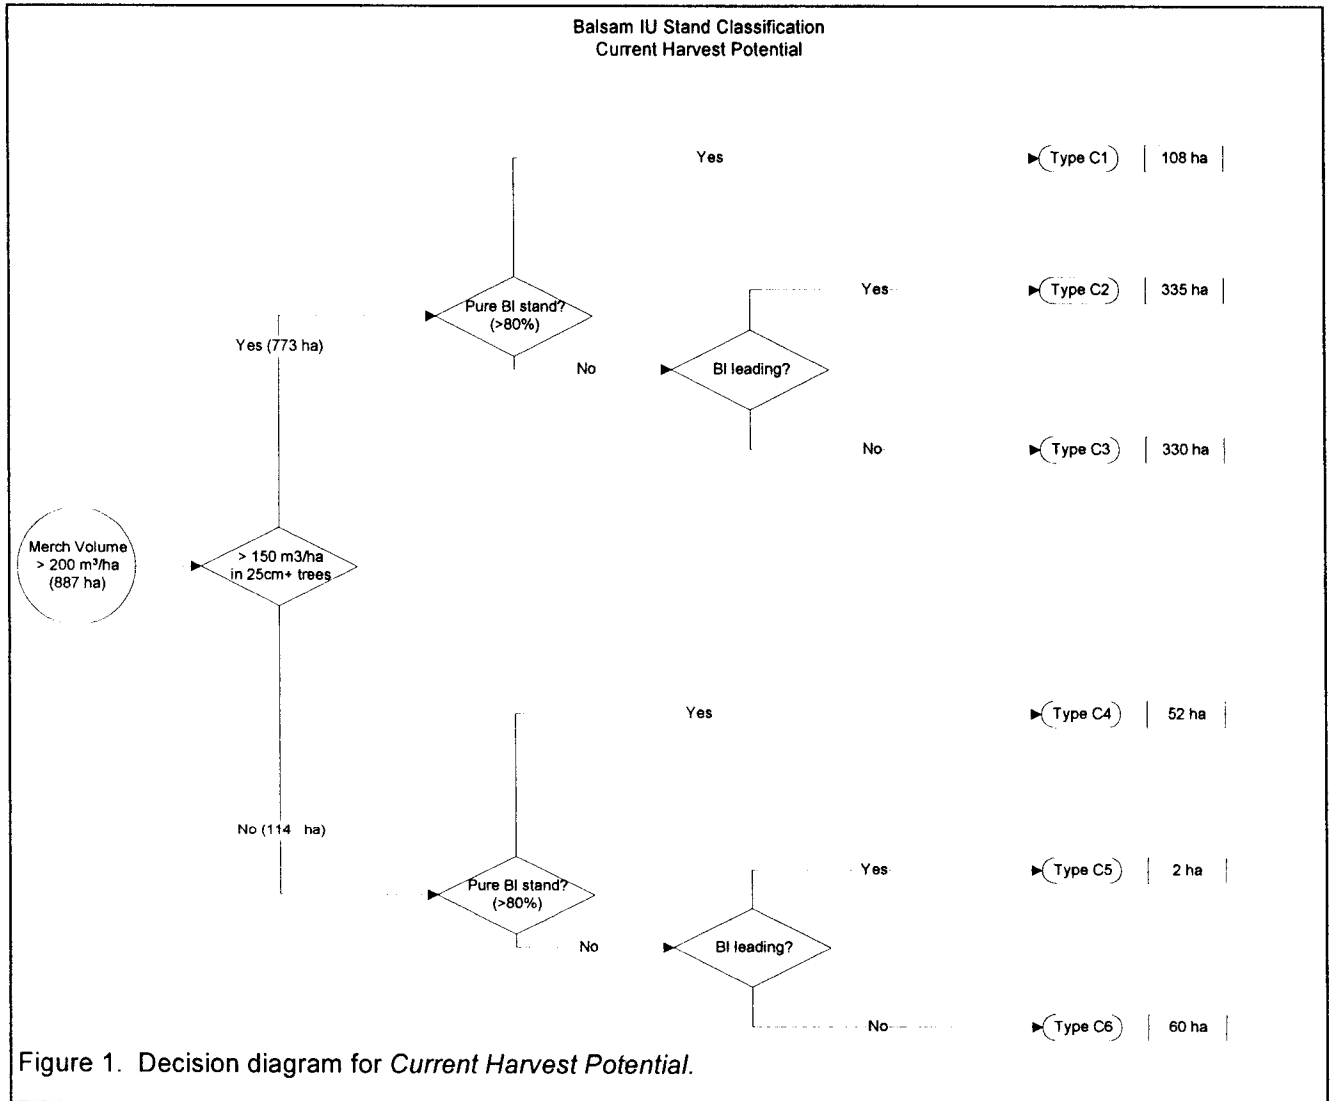 Balsam IU Stand Classification
Current Harvest Potential
Yes
Type C1
108 ha
Pure Bl stand?
(>80%)
Yes
Type C2
335 ha
Yes (773 ha)
No
Bl leading?
No
Type C3
330 ha
Merch Volume
> 200 m³/ha
(887 ha)
> 150 m3/ha
in 25cm+ trees
Yes
Type C4
52 ha
No (114 ha)
Pure Bl stand?
(>80%)
Yes
Type C5
2 ha
No
Bl leading?
No
Type C6
60 ha
Figure 1. Decision diagram for Current Harvest Potential.